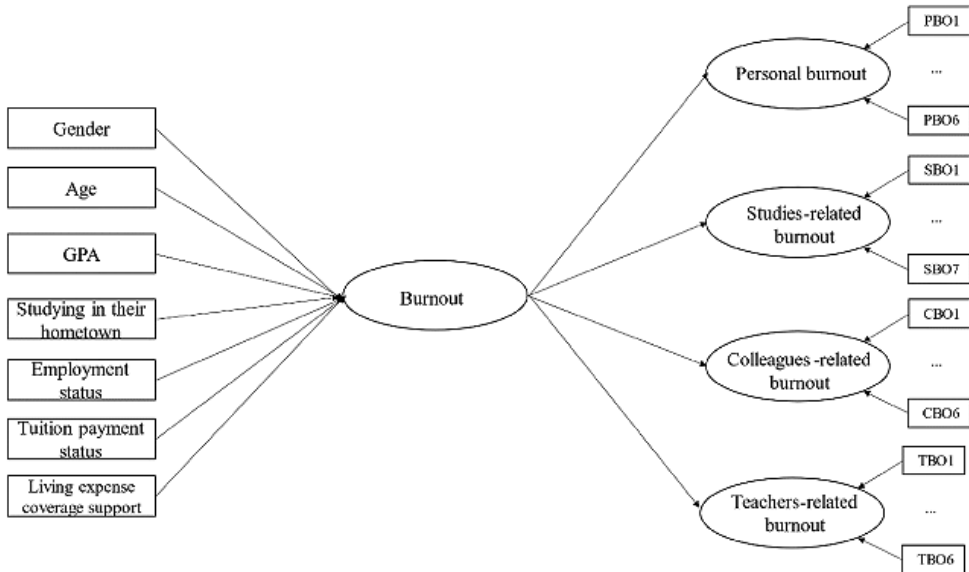 Gender
Age
GPA
Studying in their
hometown
Employment
status
Tuition payment
status
Living expense
coverage support
Burnout
Personal burnout
Studies-related
burnout
Colleagues-related
burnout
Teachers-related
burnout
PBO1
...
PBO6
SBO1
...
SBO7
CBO1
...
CBO6
TBO1
...
TBO6